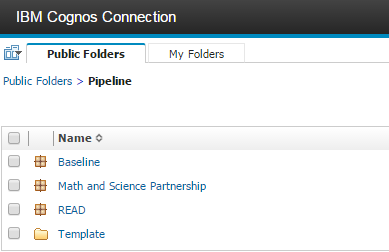 IBM Cognos Connection
Public Folders My Folders
Public Folders > Pipeline
Name
Baseline
Math and Science Partnership
READ
Template